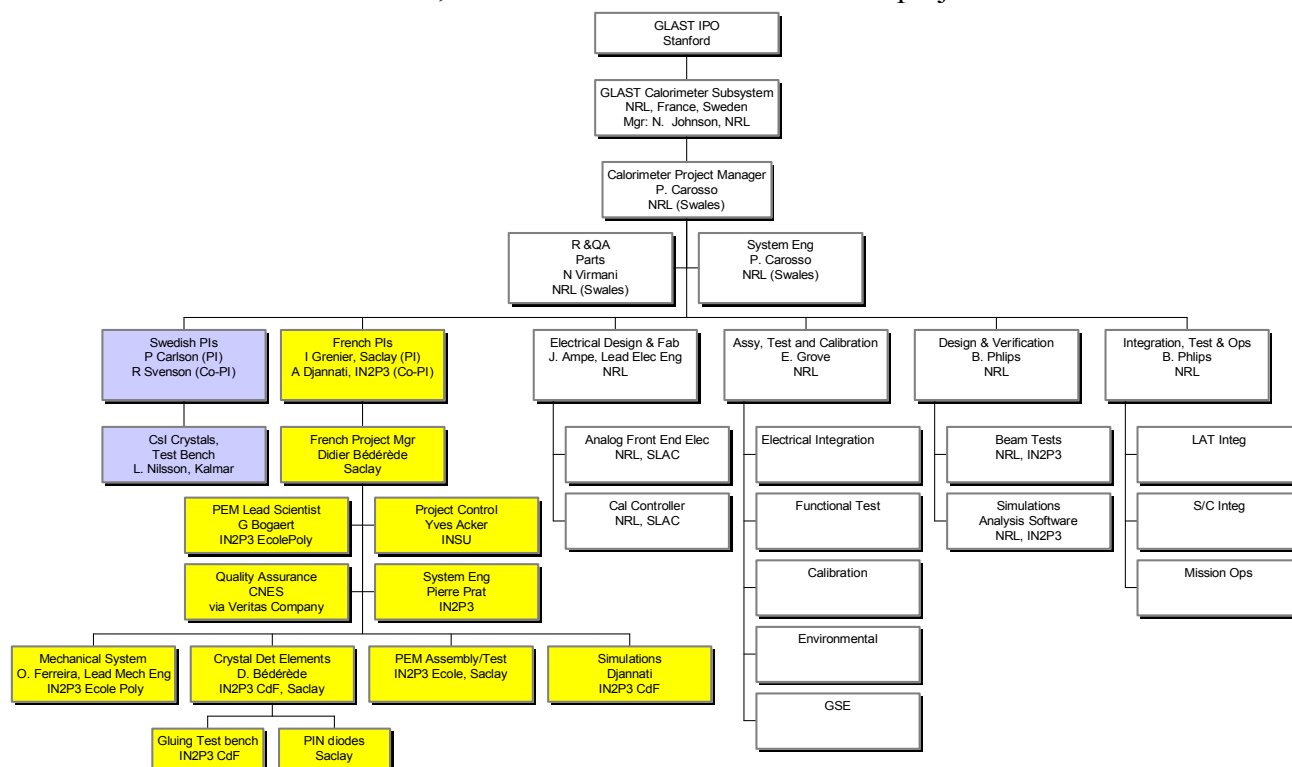 GLAST IPO
Stanford
GLAST Calorimeter Subsystem
NRL, France, Sweden
Mgr: N. Johnson, NRL
Calorimeter Project Manager
P. Carosso
NRL (Swales)
R &QA
Parts
N Virmani
NRL (Swales)
System Eng
P. Carosso
NRL (Swales)
Swedish PIs
P Carlson (PI)
R Svenson (Co-PI)
French PIs
I Grenier, Saclay (PI)
A Djannati, IN2P3 (Co-PI)
Electrical Design & Fab
J. Ampe, Lead Elec Eng
NRL
Assy, Test and Calibration
E. Grove
NRL
Design & Verification
B. Phlips
NRL
Integration, Test & Ops
B. Phlips
NRL
CsI Crystals,
Test Bench
L. Nilsson, Kalmar
French Project Mgr
Didier Bédérède
Saclay
Analog Front End Elec
NRL, SLAC
Electrical Integration
Beam Tests
NRL, IN2P3
LAT Integ
PEM Lead Scientist
G Bogaert
IN2P3 EcolePoly
Project Control
Yves Acker
INSU
Cal Controller
NRL, SLAC
Functional Test
Simulations
Analysis Software
NRL, IN2P3
S/C Integ
Quality Assurance
CNES
via Veritas Company
System Eng
Pierre Prat
IN2P3
Calibration
Mission Ops
Mechanical System
O. Ferreira, Lead Mech Eng
IN2P3 Ecole Poly
Crystal Det Elements
D. Bédérède
IN2P3 CdF, Saclay
PEM Assembly/Test
IN2P3 Ecole, Saclay
Simulations
Djannati
IN2P3 CdF
Environmental
GSE
Gluing Test bench
IN2P3 CdF
PIN diodes
Saclay